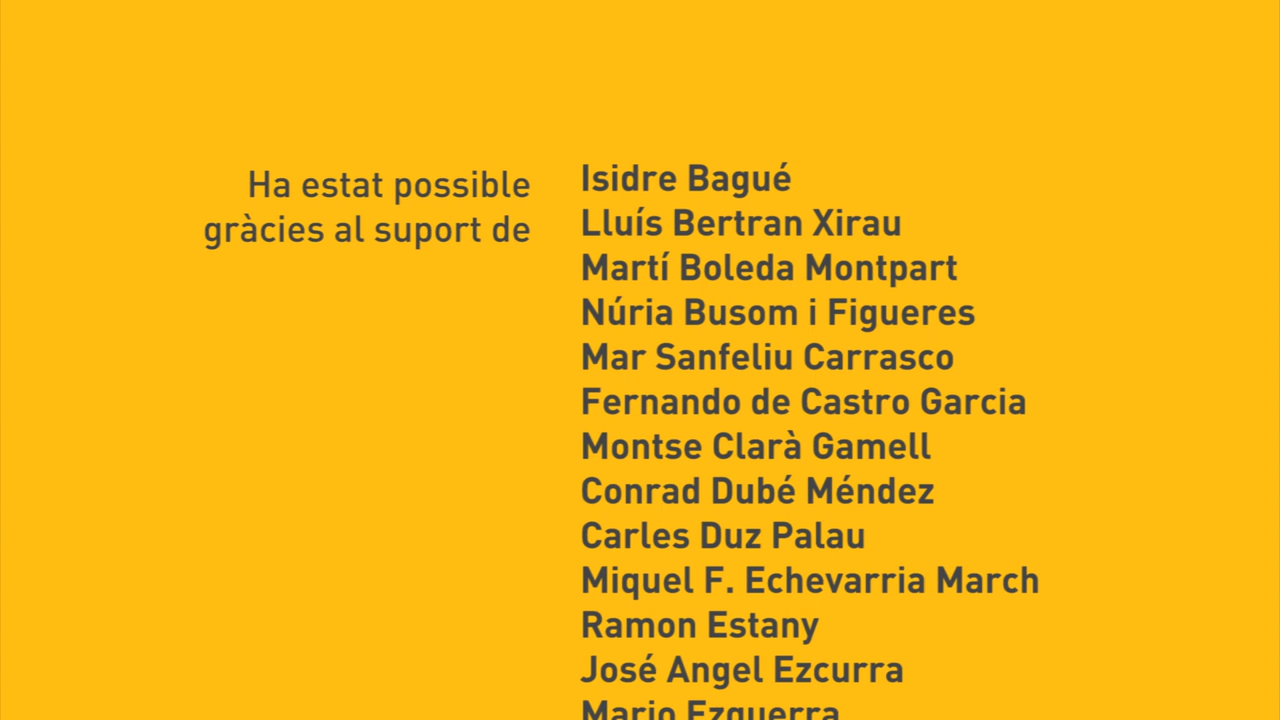 Ha estat possible
gràcies al suport de
Isidre Bagué
Lluís Bertran Xirau
Martí Boleda Montpart
Núria Busom i Figueres
Mar Sanfeliu Carrasco
Fernando de Castro Garcia
Montse Clarà Gamell
Conrad Dubé Méndez
Carles Duz Palau
Miquel F. Echevarria March
Ramon Estany
José Angel Ezcurra
Mario Ezquerra